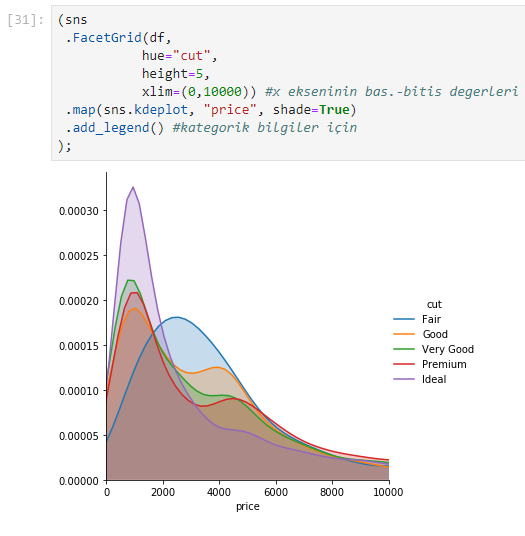 [31]: (sns
.FacetGrid(df,
hue="cut",
height=5,
xlim=(0,10000)) #x ekseninin bas.-bitis degerleri
.map(sns.kdeplot, "price", shade=True)
.add_legend() #kategorik bilgiler için
);
0.00030
0.00025
0.00020
0.00015
0.00010
0.00005
0.00000
0 2000 4000 6000 8000 10000
price
cut
Fair
Good
Very Good
Premium
Ideal